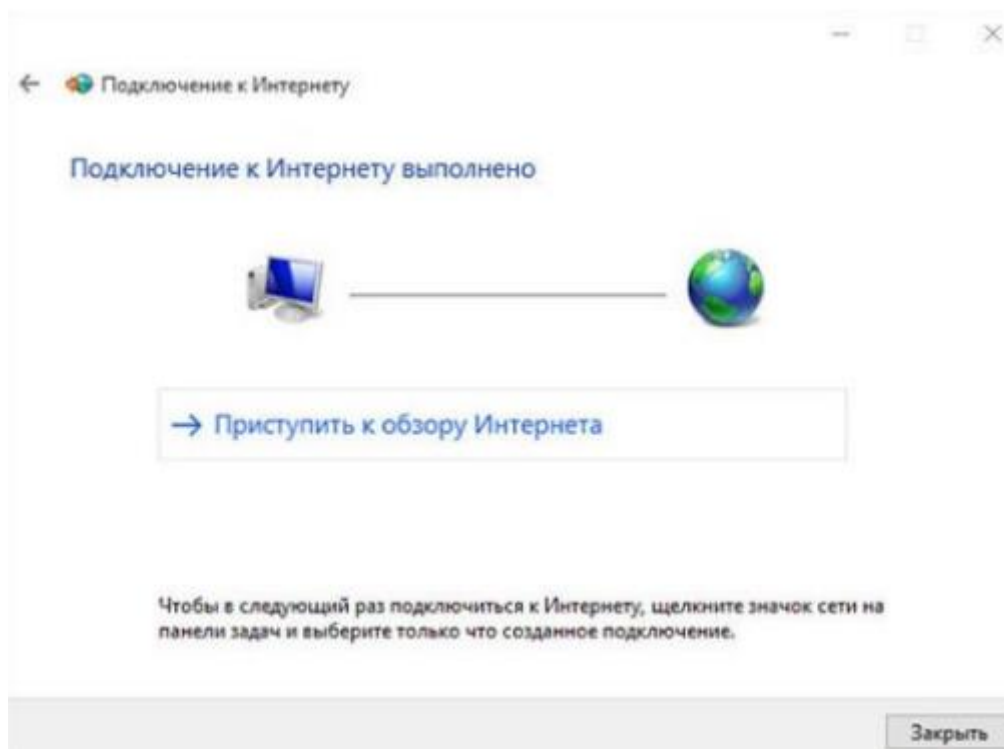 Подключение к Интернету
Подключение к Интернету выполнено
→ Приступить к обзору Интернета
Чтобы в следующий раз подключиться к Интернету, щелкните значок сети на
панели задач и выберите только что созданное подключение.
Закрыть